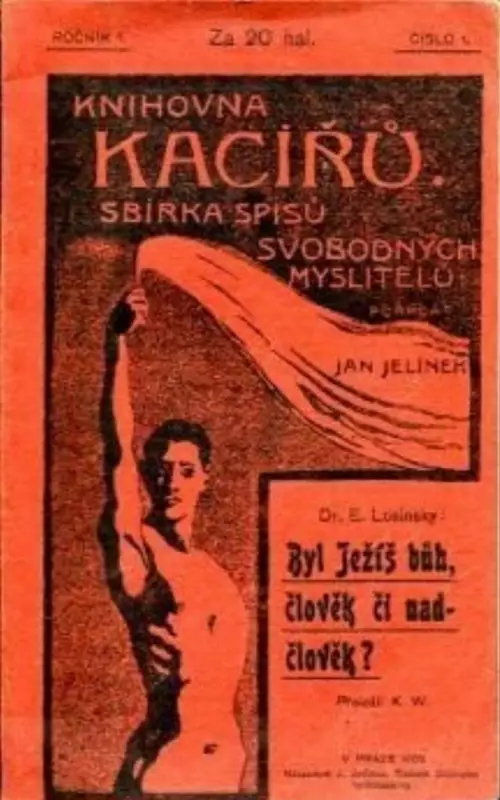 ROČNÍK 1.
Za 20 hal.
ČÍSLO 1.
KNIHOVNA
KACÍŘŮ.
SBÍRKA SPISŮ
SVOBODNÝCH
MYSLITELŮ
POŘÁDÁ
JAN JELÍNEK
Dr. E. Losinsky:
Byl Ježíš bůh,
člověk či nad-
člověk?
Přeložil K. W.
V PRAZE